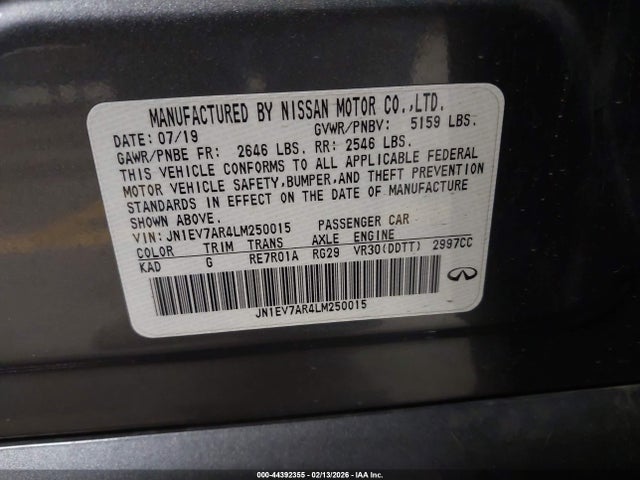 MANUFACTURED BY NISSAN MOTOR CO.,LTD.
DATE: 07/19 GVWR/PNBV: 5159 LBS.
GAWR/PNBE FR: 2646 LBS. RR: 2546 LBS.
THIS VEHICLE CONFORMS TO ALL APPLICABLE FEDERAL
MOTOR VEHICLE SAFETY, BUMPER, AND THEFT PREVENTION
STANDARDS IN EFFECT ON THE DATE OF MANUFACTURE
SHOWN ABOVE.
VIN: JN1EV7AR4LM250015 PASSENGER CAR
COLOR TRIM TRANS AXLE ENGINE
KAD G RE7R01A RG29 VR30(DDTT) 2997CC
JN1EV7AR4LM250015
000-44392355 - 02/13/2026 - IAA Inc.